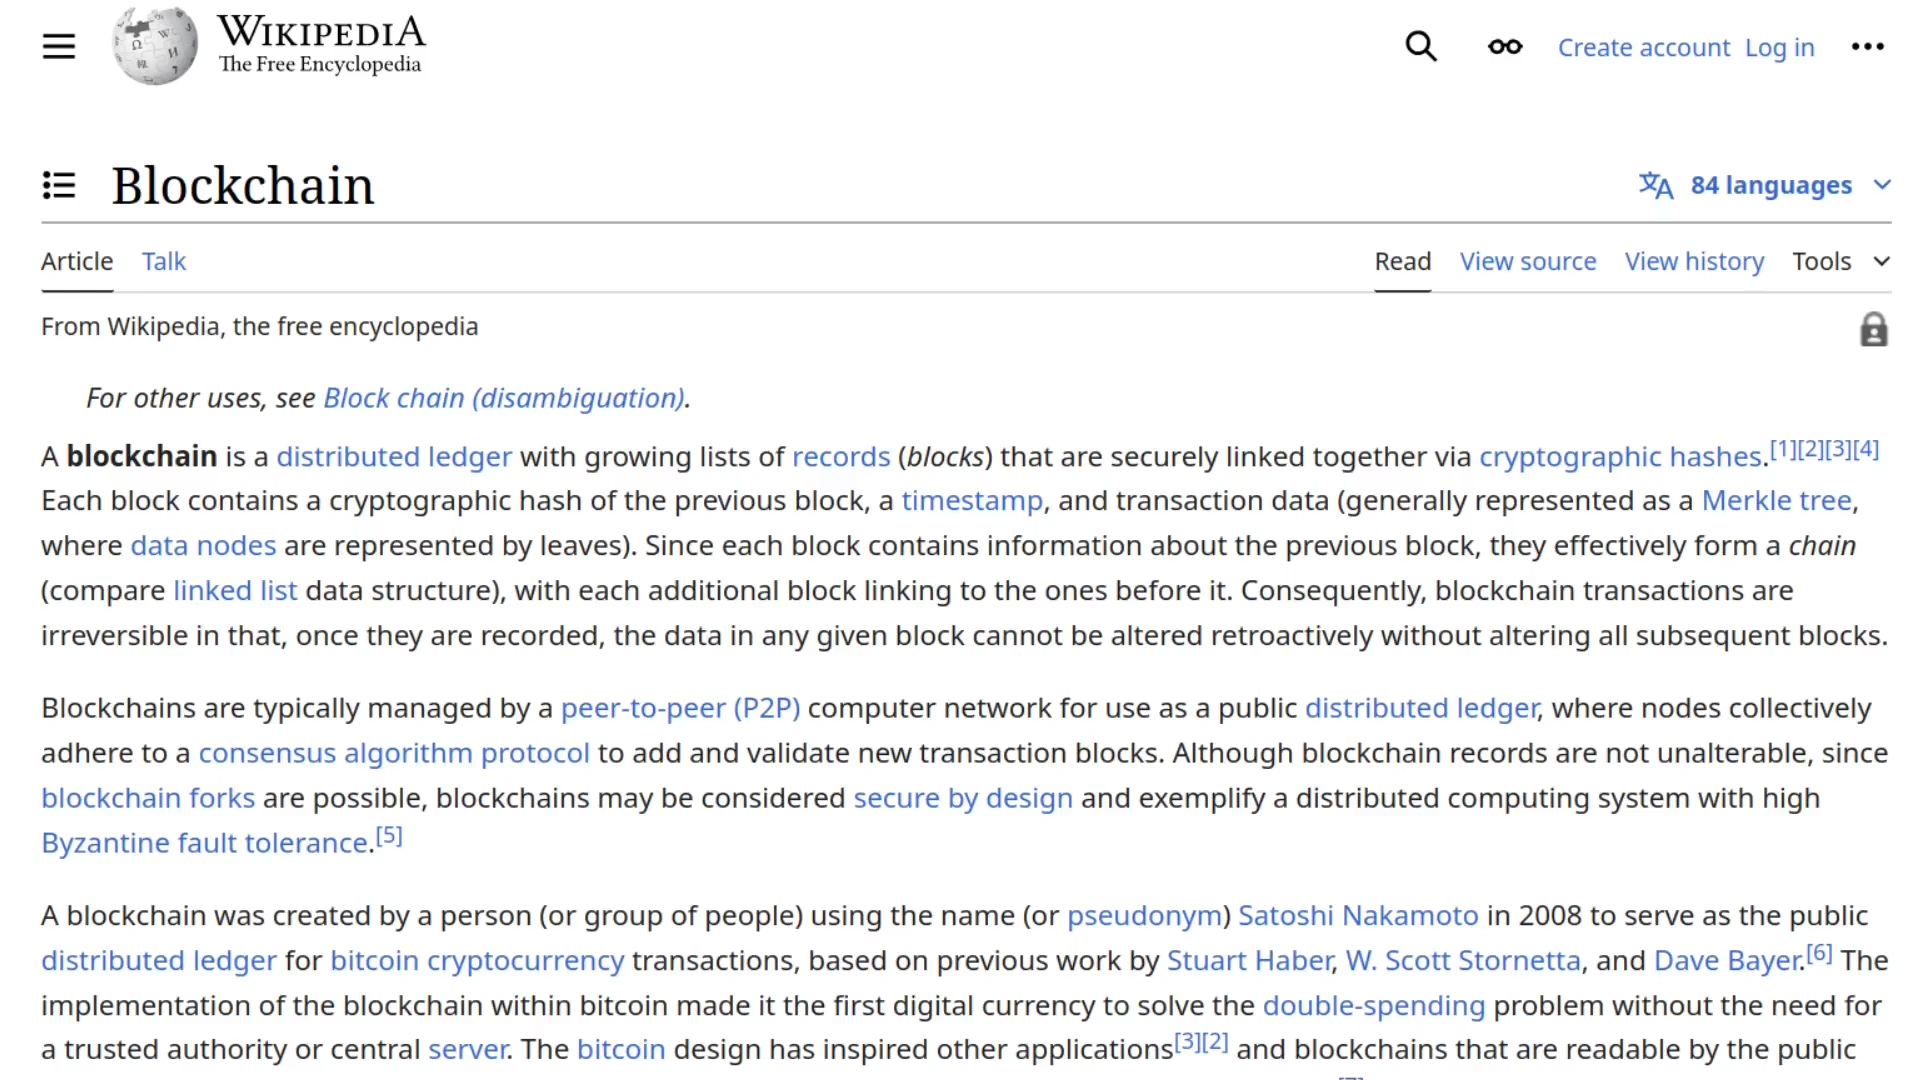 WIKIPEDIA
The Free Encyclopedia
Create account Log in
Blockchain
84 languages
Article Talk
Read View source View history Tools
From Wikipedia, the free encyclopedia
For other uses, see Block chain (disambiguation).
A blockchain is a distributed ledger with growing lists of records (blocks) that are securely linked together via cryptographic hashes.[1][2][3][4]
Each block contains a cryptographic hash of the previous block, a timestamp, and transaction data (generally represented as a Merkle tree,
where data nodes are represented by leaves). Since each block contains information about the previous block, they effectively form a chain
(compare linked list data structure), with each additional block linking to the ones before it. Consequently, blockchain transactions are
irreversible in that, once they are recorded, the data in any given block cannot be altered retroactively without altering all subsequent blocks.
Blockchains are typically managed by a peer-to-peer (P2P) computer network for use as a public distributed ledger, where nodes collectively
adhere to a consensus algorithm protocol to add and validate new transaction blocks. Although blockchain records are not unalterable, since
blockchain forks are possible, blockchains may be considered secure by design and exemplify a distributed computing system with high
Byzantine fault tolerance.[5]
A blockchain was created by a person (or group of people) using the name (or pseudonym) Satoshi Nakamoto in 2008 to serve as the public
distributed ledger for bitcoin cryptocurrency transactions, based on previous work by Stuart Haber, W. Scott Stornetta, and Dave Bayer.[6] The
implementation of the blockchain within bitcoin made it the first digital currency to solve the double-spending problem without the need for
a trusted authority or central server. The bitcoin design has inspired other applications[3][2] and blockchains that are readable by the public